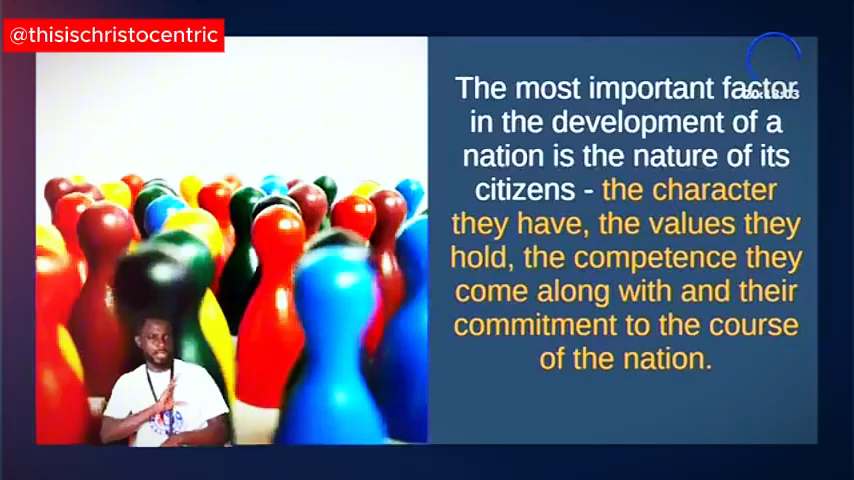 @thisischristocentric
The most important factor
in the development of a
nation is the nature of its
citizens - the character
they have, the values they
hold, the competence they
come along with and their
commitment to the course
of the nation.